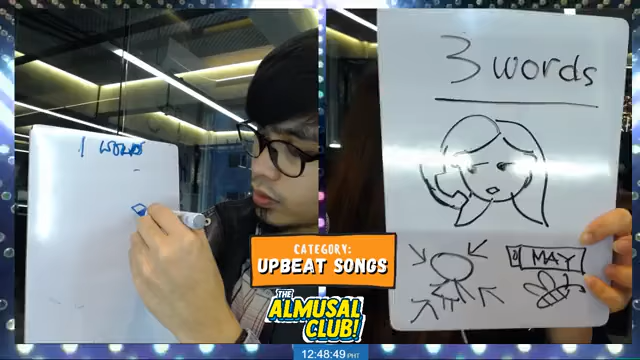 1 words
3 words
MAY
CATEGORY:
UPBEAT SONGS
THE
ALMUSAL
CLUB!
12:48:49 PHT